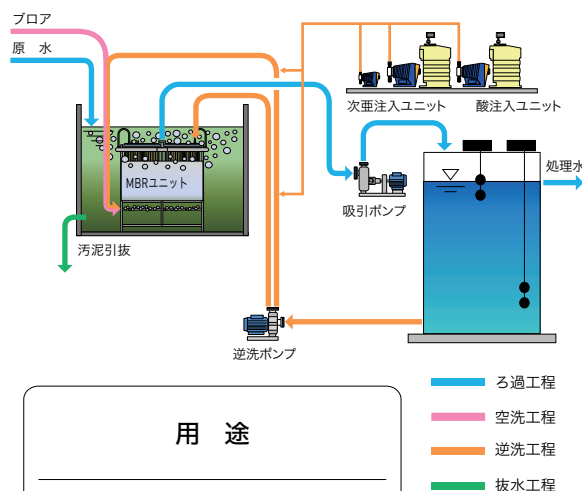 ブロア
原 水
次亜注入ユニット
酸注入ユニット
MBRユニット
処理水
吸引ポンプ
汚泥引抜
逆洗ポンプ
ろ過工程
空洗工程
逆洗工程
抜水工程
用 途